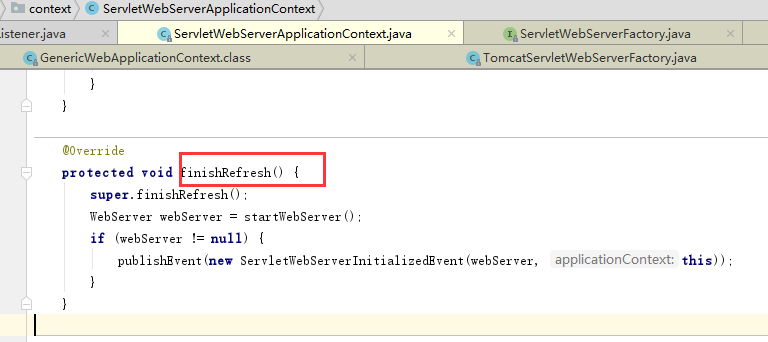 context ServletWebServerApplicationContext
Listener.java ServletWebServerApplicationContext.java ServletWebServerFactory.java
GenericWebApplicationContext.class TomcatServletWebServerFactory.java
}
}
@Override
protected void finishRefresh() {
super.finishRefresh();
WebServer webServer = startWebServer();
if (webServer != null) {
publishEvent(new ServletWebServerInitializedEvent(webServer, applicationContext: this));
}
}